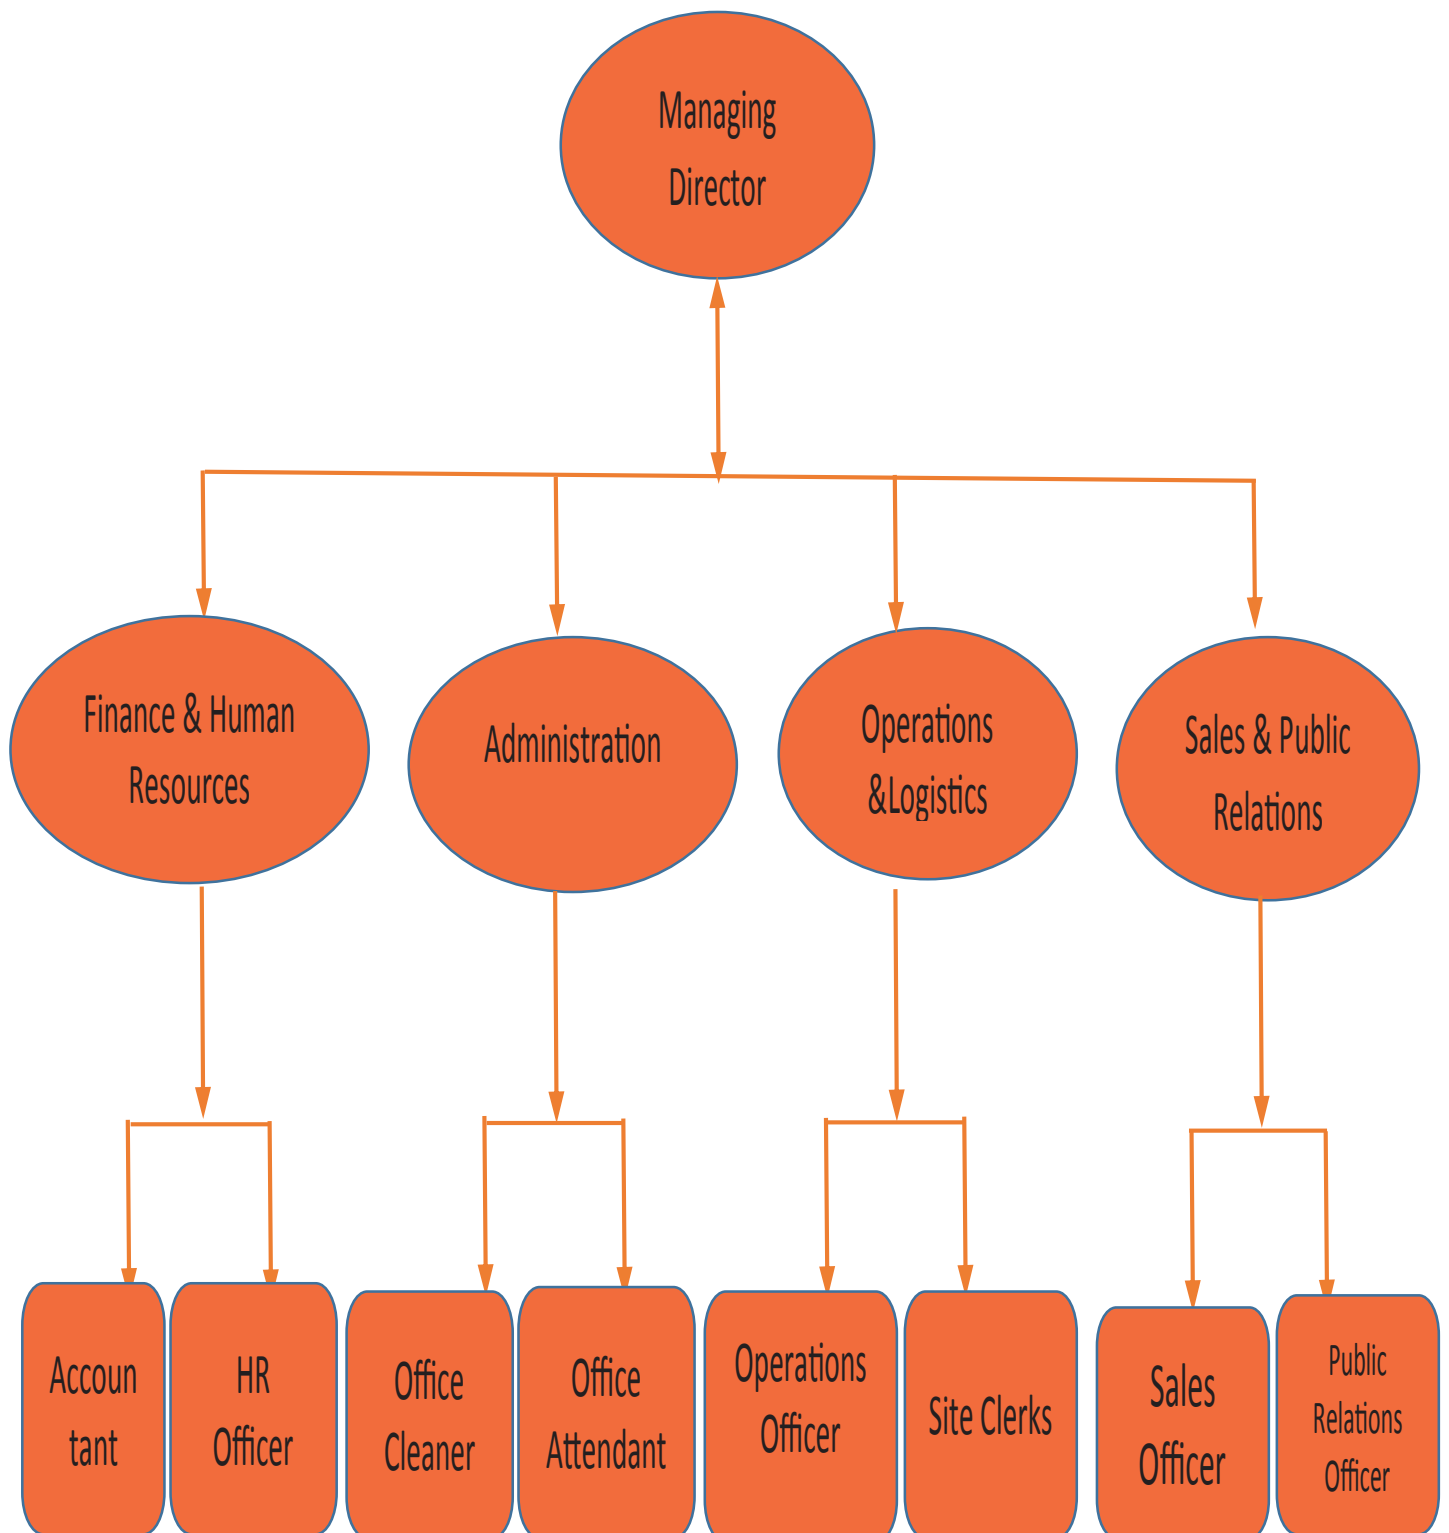 Managing
Director
Finance & Human
Resources
Administration
Operations
&Logistics
Sales & Public
Relations
Accoun
tant
HR
Officer
Office
Cleaner
Office
Attendant
Operations
Officer
Site Clerks
Sales
Officer
Public
Relations
Officer